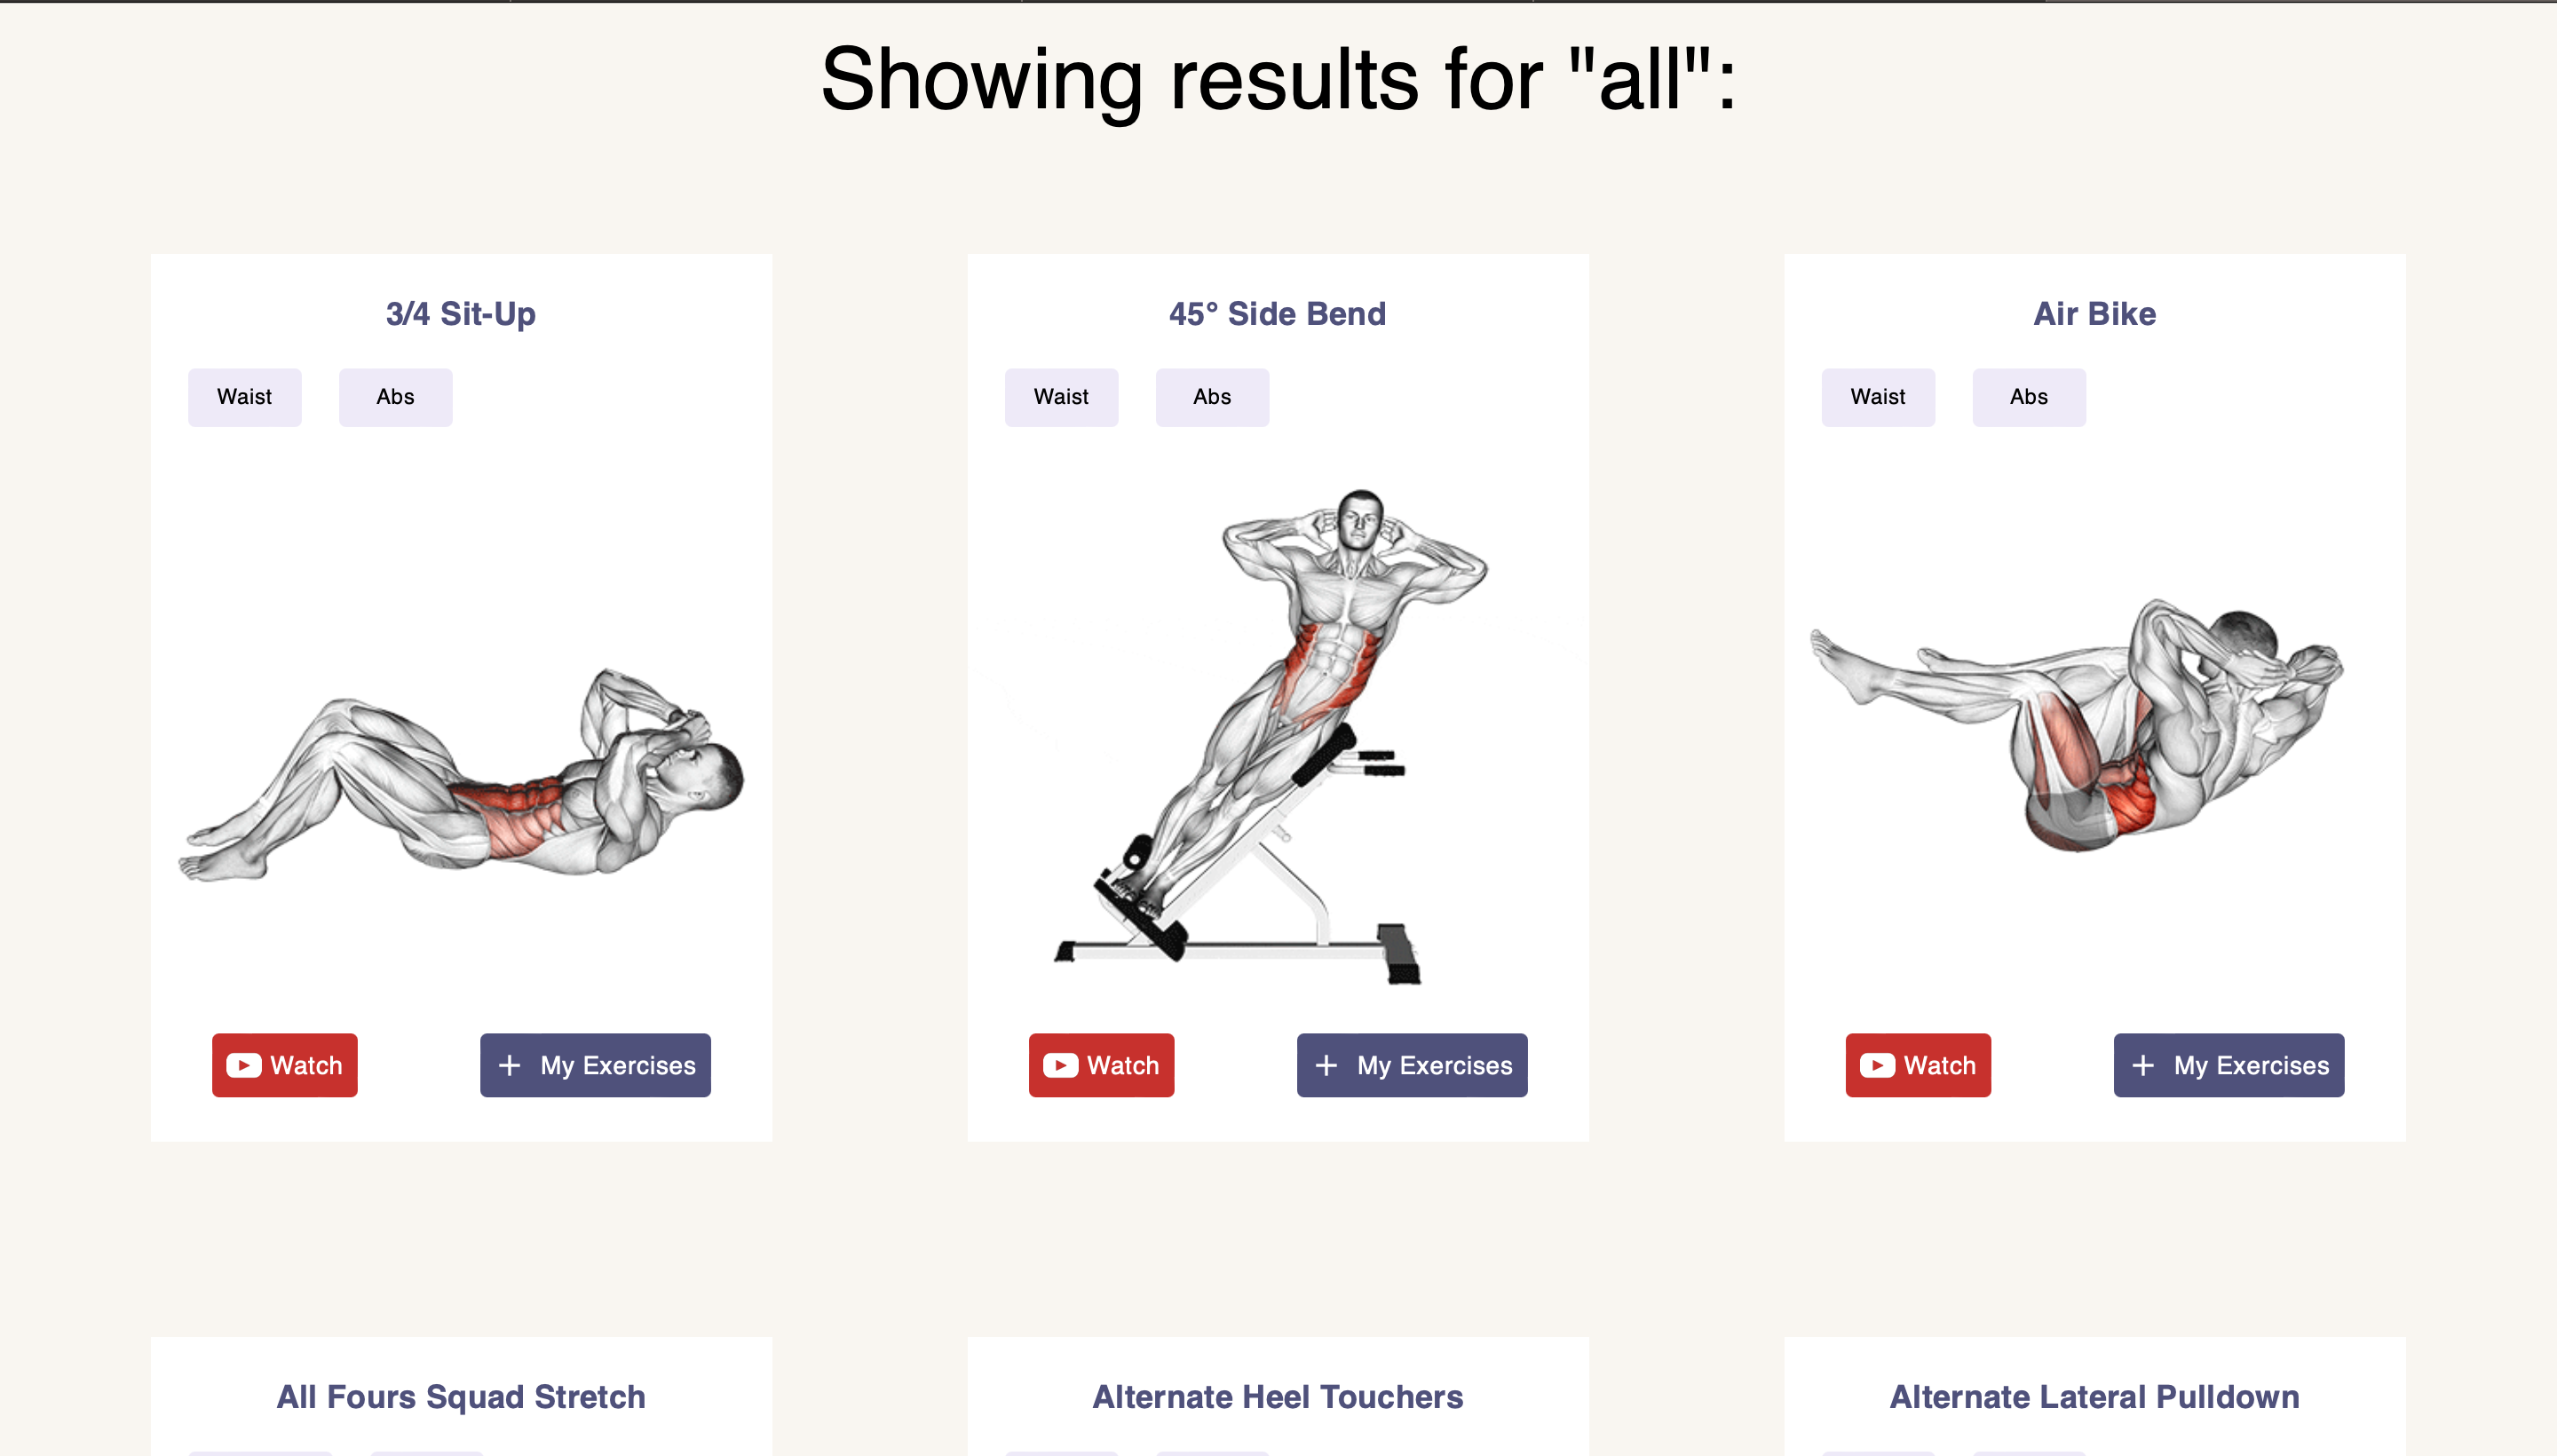 Showing results for "all":
3/4 Sit-Up
Waist Abs
Watch + My Exercises
45° Side Bend
Waist Abs
Watch + My Exercises
Air Bike
Waist Abs
Watch + My Exercises
All Fours Squad Stretch
Alternate Heel Touchers
Alternate Lateral Pulldown